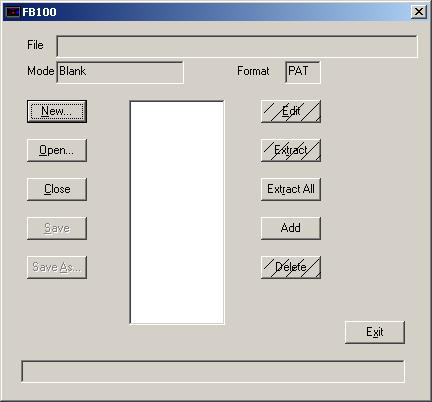 FB100
File
Mode Blank Format PAT
New... Edit
Open... Extract
Close Extract All
Save Add
Save As... Delete
Exit